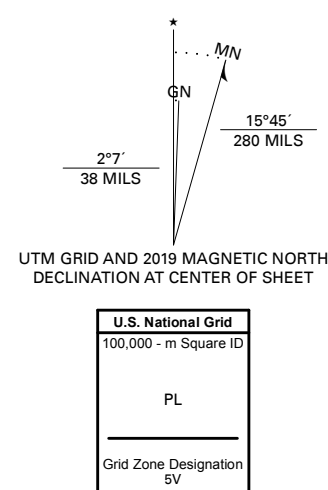 ★
MN
GN
15°45´
280 MILS
2°7´
38 MILS
UTM GRID AND 2019 MAGNETIC NORTH
DECLINATION AT CENTER OF SHEET
U.S. National Grid
100,000 - m Square ID
PL
Grid Zone Designation
5V